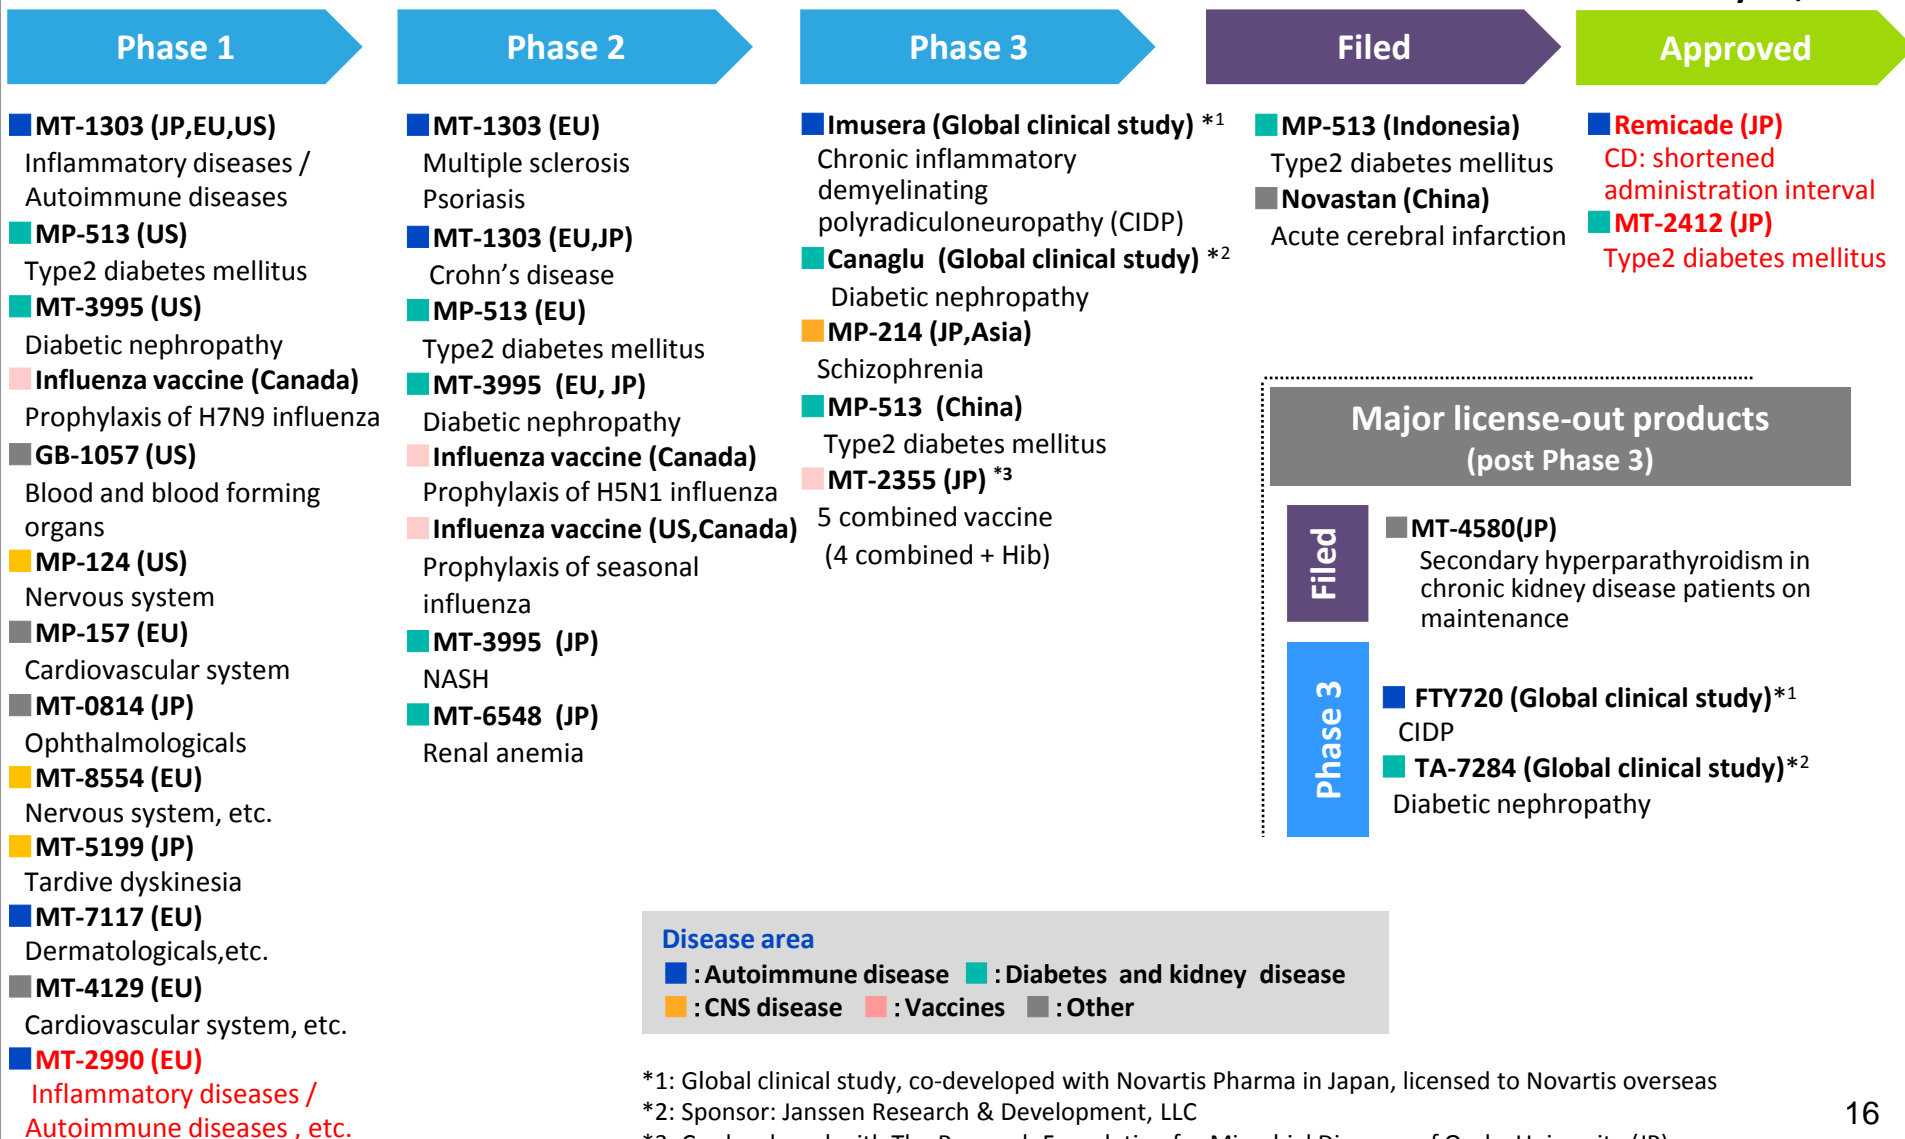 Phase 1
Phase 2
Phase 3
Filed
Approved
MT-1303 (JP,EU,US)
Inflammatory diseases /
Autoimmune diseases
MP-513 (US)
Type2 diabetes mellitus
MT-3995 (US)
Diabetic nephropathy
Influenza vaccine (Canada)
Prophylaxis of H7N9 influenza
GB-1057 (US)
Blood and blood forming
organs
MP-124 (US)
Nervous system
MP-157 (EU)
Cardiovascular system
MT-0814 (JP)
Ophthalmologicals
MT-8554 (EU)
Nervous system, etc.
MT-5199 (JP)
Tardive dyskinesia
MT-7117 (EU)
Dermatologicals,etc.
MT-4129 (EU)
Cardiovascular system, etc.
MT-2990 (EU)
Inflammatory diseases /
Autoimmune diseases , etc.
MT-1303 (EU)
Multiple sclerosis
Psoriasis
MT-1303 (EU,JP)
Crohn's disease
MP-513 (EU)
Type2 diabetes mellitus
MT-3995 (EU, JP)
Diabetic nephropathy
Influenza vaccine (Canada)
Prophylaxis of H5N1 influenza
Influenza vaccine (US,Canada)
Prophylaxis of seasonal
influenza
MT-3995 (JP)
NASH
MT-6548 (JP)
Renal anemia
Imusera (Global clinical study) *1
Chronic inflammatory
demyelinating
polyradiculoneuropathy (CIDP)
Canaglu (Global clinical study) *2
Diabetic nephropathy
MP-214 (JP,Asia)
Schizophrenia
MP-513 (China)
Type2 diabetes mellitus
MT-2355 (JP) *3
5 combined vaccine
(4 combined + Hib)
MP-513 (Indonesia)
Type2 diabetes mellitus
Novastan (China)
Acute cerebral infarction
Remicade (JP)
CD: shortened
administration interval
MT-2412 (JP)
Type2 diabetes mellitus
Major license-out products
(post Phase 3)
Filed
MT-4580(JP)
Secondary hyperparathyroidism in
chronic kidney disease patients on
maintenance
Phase 3
FTY720 (Global clinical study)*1
CIDP
TA-7284 (Global clinical study)*2
Diabetic nephropathy
Disease area
: Autoimmune disease : Diabetes and kidney disease
: CNS disease : Vaccines : Other
*1: Global clinical study, co-developed with Novartis Pharma in Japan, licensed to Novartis overseas
*2: Sponsor: Janssen Research & Development, LLC
16